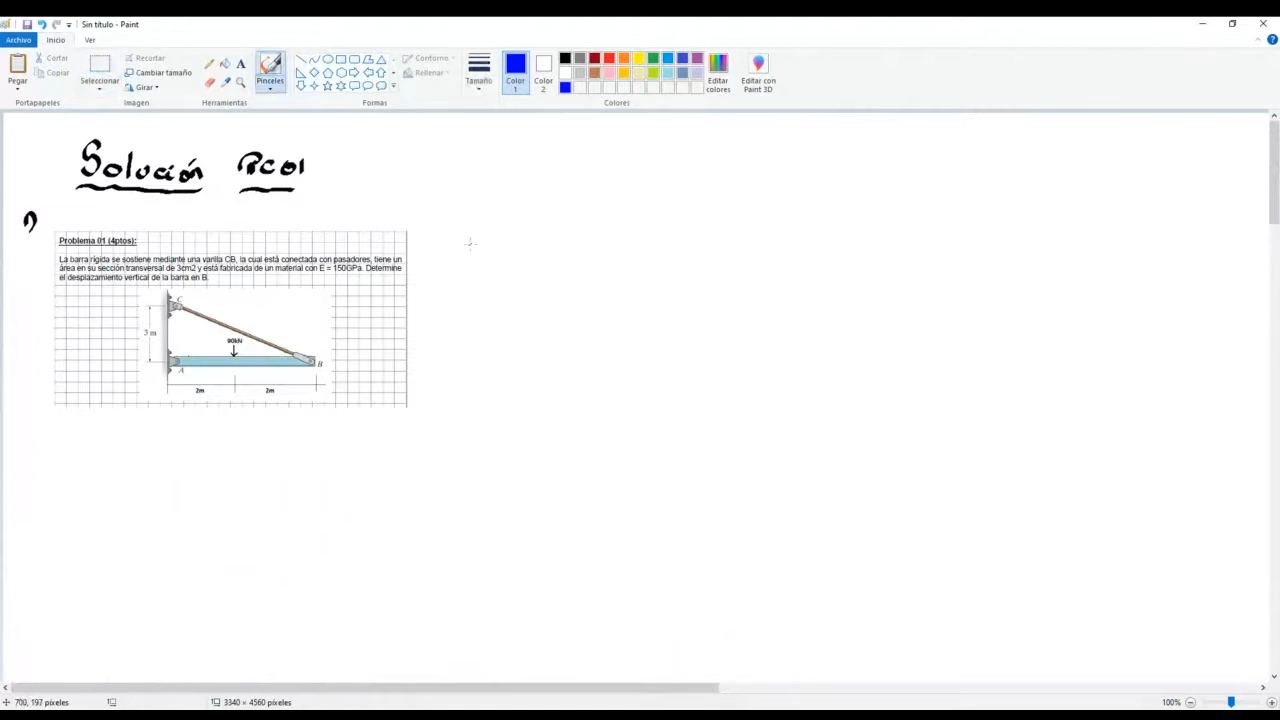 Sin título - Paint
Archivo Inicio Ver
Pegar
Cortar
Copiar
Portapapeles
Seleccionar
Recortar
Cambiar tamaño
Girar
Imagen
Herramientas
Pinceles
Contorno
Rellenar
Formas
Tamaño
Color 1
Color 2
Editar colores
Editar con Paint 3D
Colores
Solución PC01
1)
Problema 01 (4ptos):
La barra rígida se sostiene mediante una varilla CB, la cual está conectada con pasadores, tiene un
área en su sección transversal de 3cm2 y está fabricada de un material con E = 150GPa. Determine
el desplazamiento vertical de la barra en B.
C
3 m
90kN
A
B
2m 2m
700, 197 píxeles
3340 × 4560 píxeles
100%